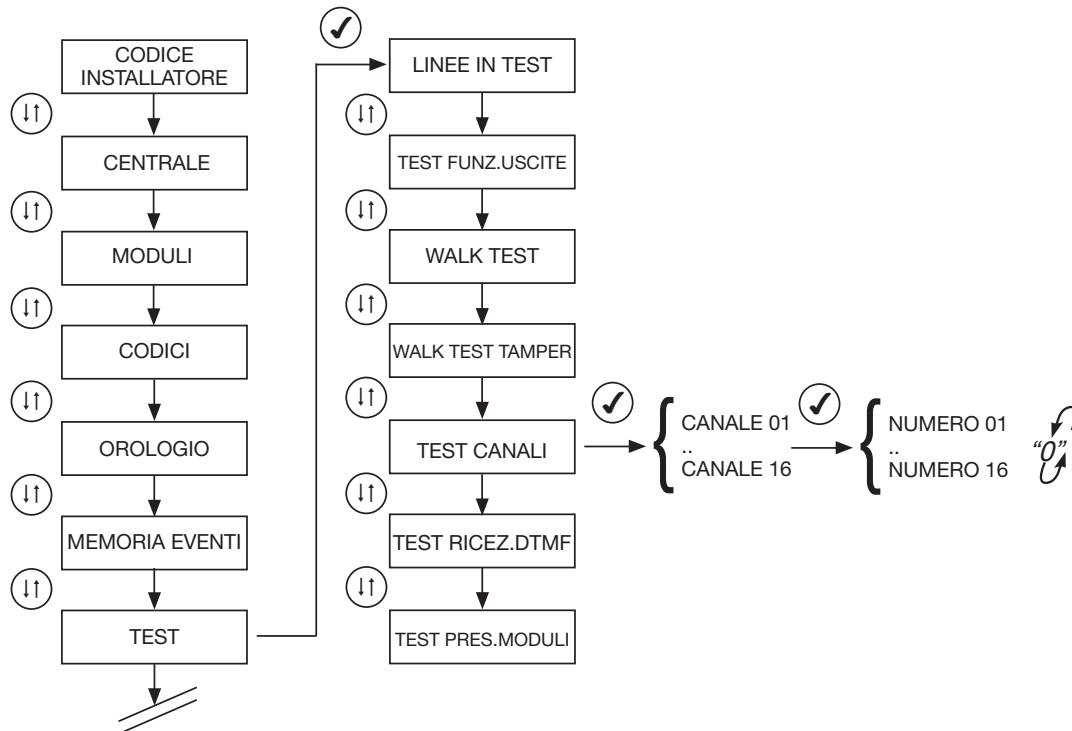 CODICE
INSTALLATORE
CENTRALE
MODULI
CODICI
OROLOGIO
MEMORIA EVENTI
TEST
LINEE IN TEST
TEST FUNZ.USCITE
WALK TEST
WALK TEST TAMPER
TEST CANALI
TEST RICEZ.DTMF
TEST PRES.MODULI
CANALE 01
..
CANALE 16
NUMERO 01
..
NUMERO 16
“0”